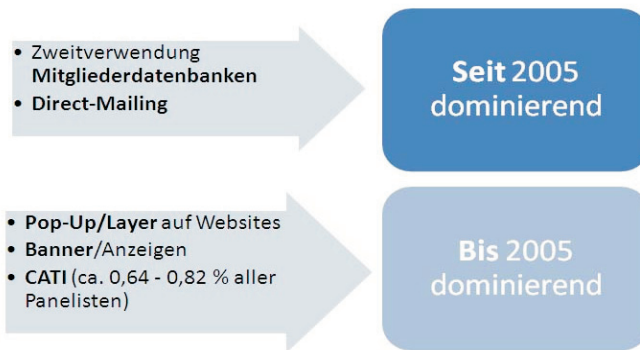 • Zweitverwendung
Mitgliederdatenbanken
• Direct-Mailing
Seit 2005
dominierend
• Pop-Up/Layer auf Websites
• Banner/Anzeigen
• CATI (ca. 0,64 - 0,82 % aller
Panelisten)
Bis 2005
dominierend